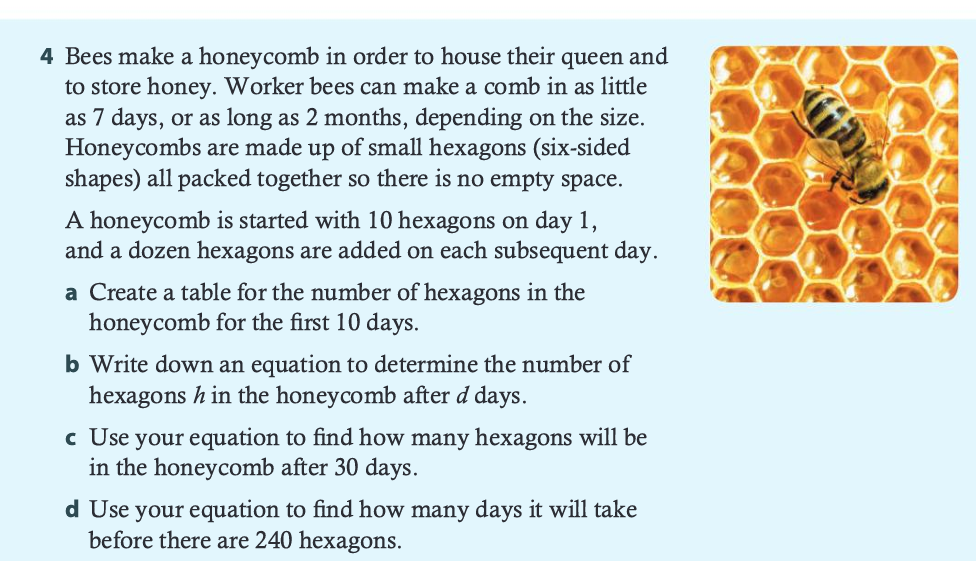 4 Bees make a honeycomb in order to house their queen and
to store honey. Worker bees can make a comb in as little
as 7 days, or as long as 2 months, depending on the size.
Honeycombs are made up of small hexagons (six-sided
shapes) all packed together so there is no empty space.
A honeycomb is started with 10 hexagons on day 1,
and a dozen hexagons are added on each subsequent day.
a Create a table for the number of hexagons in the
honeycomb for the first 10 days.
b Write down an equation to determine the number of
hexagons h in the honeycomb after d days.
c Use your equation to find how many hexagons will be
in the honeycomb after 30 days.
d Use your equation to find how many days it will take
before there are 240 hexagons.